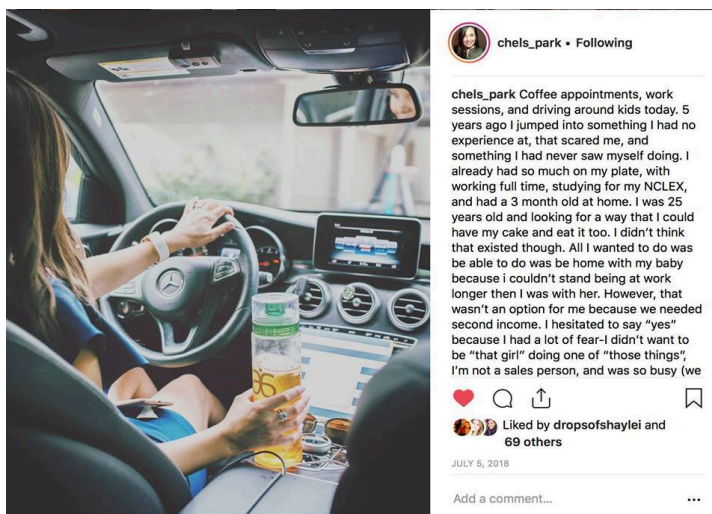 chels_park • Following
chels_park Coffee appointments, work
sessions, and driving around kids today. 5
years ago I jumped into something I had no
experience at, that scared me, and
something I had never saw myself doing. I
already had so much on my plate, with
working full time, studying for my NCLEX,
and had a 3 month old at home. I was 25
years old and looking for a way that I could
have my cake and eat it too. I didn't think
that existed though. All I wanted to do was
be able to do was be home with my baby
because i couldn't stand being at work
longer then I was with her. However, that
wasn't an option for me because we needed
second income. I hesitated to say “yes”
because I had a lot of fear-I didn't want to
be “that girl” doing one of “those things”,
I'm not a sales person, and was so busy (we
Liked by dropsofshaylei and
69 others
JULY 5, 2018
Add a comment...